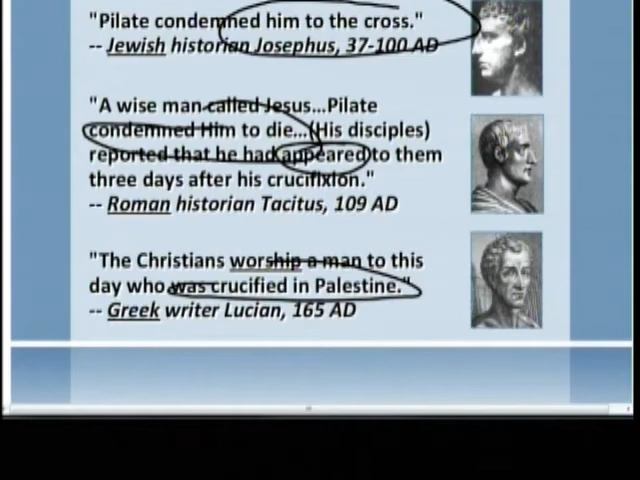 "Pilate condemned him to the cross."
-- Jewish historian Josephus, 37-100 AD
"A wise man called Jesus...Pilate
condemned Him to die...(His disciples)
reported that he had appeared to them
three days after his crucifixion."
-- Roman historian Tacitus, 109 AD
"The Christians worship a man to this
day who was crucified in Palestine."
-- Greek writer Lucian, 165 AD